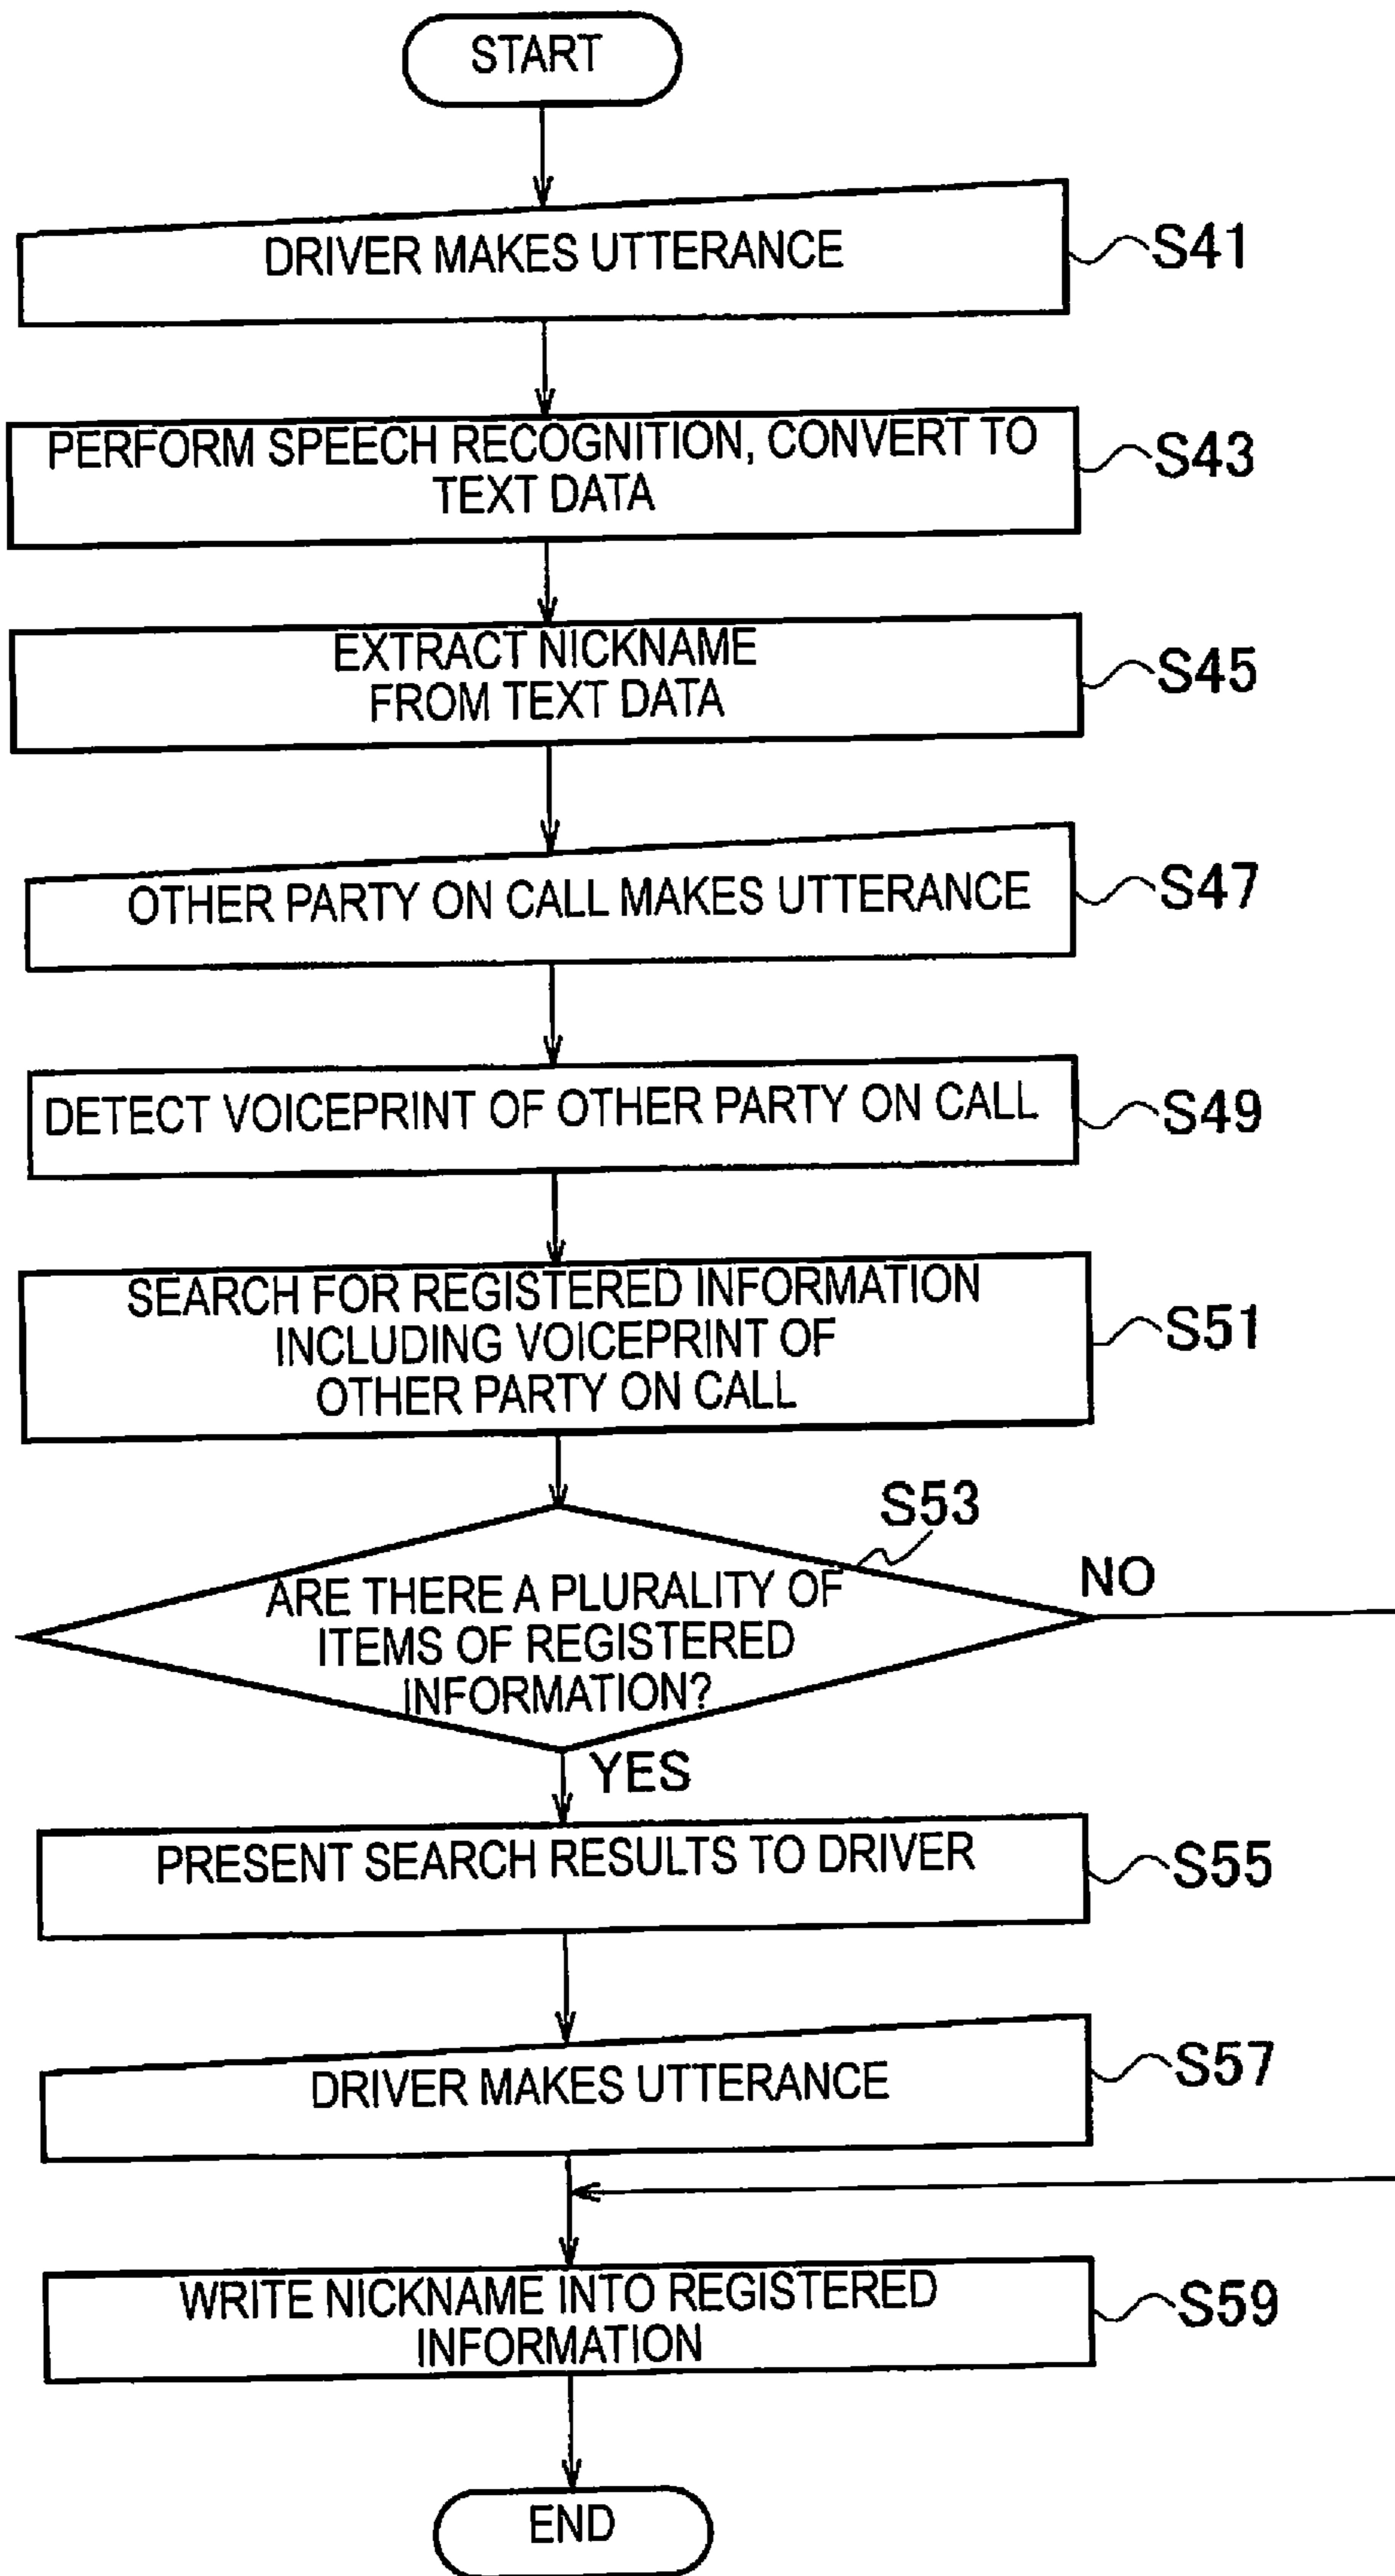 START
DRIVER MAKES UTTERANCE
S41
PERFORM SPEECH RECOGNITION, CONVERT TO
TEXT DATA
S43
EXTRACT NICKNAME
FROM TEXT DATA
S45
OTHER PARTY ON CALL MAKES UTTERANCE
S47
DETECT VOICEPRINT OF OTHER PARTY ON CALL
S49
SEARCH FOR REGISTERED INFORMATION
INCLUDING VOICEPRINT OF
OTHER PARTY ON CALL
S51
S53
ARE THERE A PLURALITY OF
ITEMS OF REGISTERED
INFORMATION?
NO
YES
PRESENT SEARCH RESULTS TO DRIVER
S55
DRIVER MAKES UTTERANCE
S57
WRITE NICKNAME INTO REGISTERED
INFORMATION
S59
END